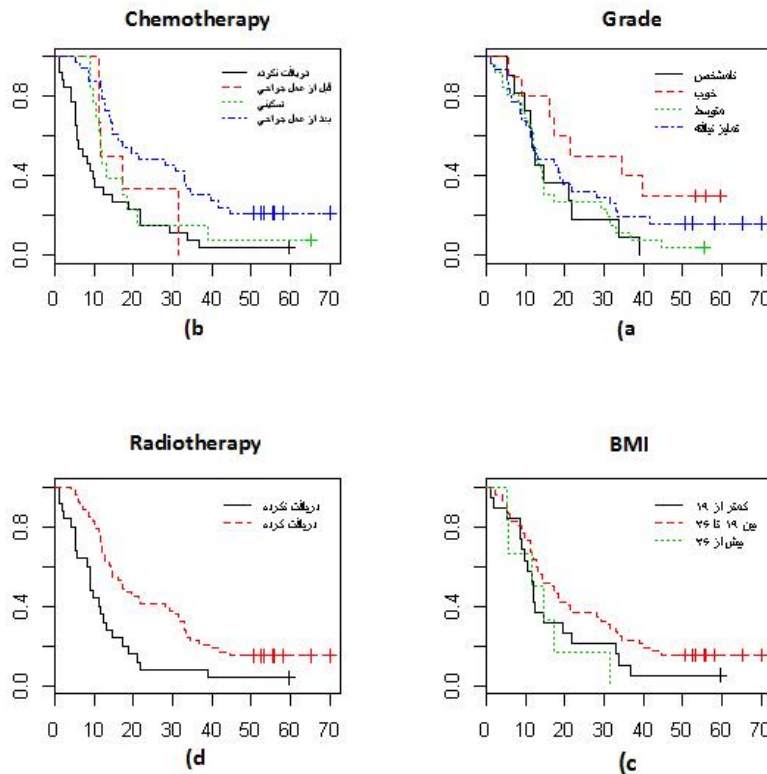 Chemotherapy
1.0
0.8
0.4
0.0
دریافت نکرده
قبل از عمل جراحی
تسکینی
بعد از عمل جراحی
0 10 20 30 40 50 60 70
(b
Grade
0.8
0.4
0.0
نامشخص
خوب
متوسط
تمایز نیافته
0 10 20 30 40 50 60 70
(a
Radiotherapy
0.8
0.4
0.0
دریافت نکرده
دریافت کرده
0 10 20 30 40 50 60 70
(d
BMI
0.8
0.4
0.0
کمتر از ۱۹
بین ۱۹ تا ۲۶
بیش از ۲۶
0 10 20 30 40 50 60 70
(c